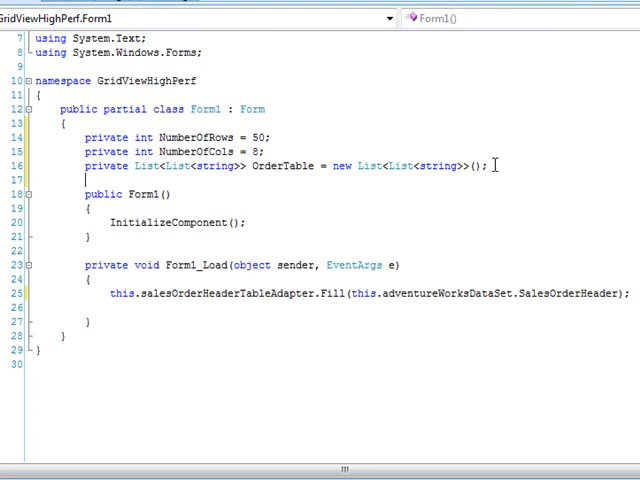 GridViewHighPerf.Form1 Form1()
7 using System.Text;
8 using System.Windows.Forms;
9
10 namespace GridViewHighPerf
11 {
12 public partial class Form1 : Form
13 {
14 private int NumberOfRows = 50;
15 private int NumberOfCols = 8;
16 private List<List<string>> OrderTable = new List<List<string>>();
17
18 public Form1()
19 {
20 InitializeComponent();
21 }
22
23 private void Form1_Load(object sender, EventArgs e)
24 {
25 this.salesOrderHeaderTableAdapter.Fill(this.adventureWorksDataSet.SalesOrderHeader);
26
27 }
28 }
29 }
30